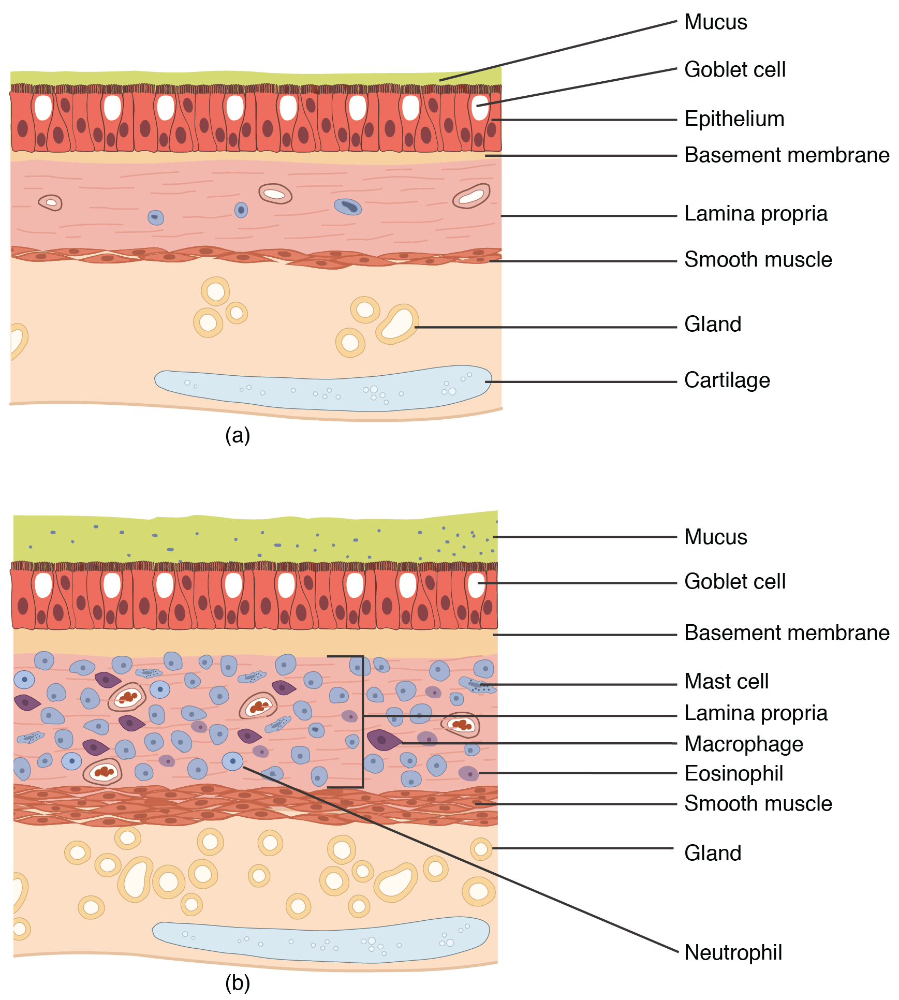 Mucus
Goblet cell
Epithelium
Basement membrane
Lamina propria
Smooth muscle
Gland
Cartilage
(a)
Mucus
Goblet cell
Basement membrane
Mast cell
Lamina propria
Macrophage
Eosinophil
Smooth muscle
Gland
Neutrophil
(b)